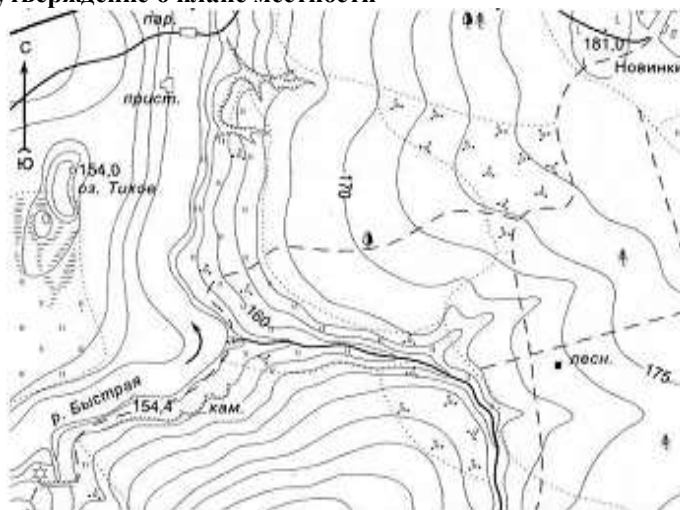 утверждение о плане местности
пар.
С
181,0
Новинки
прист.
Ю
154,0
оз. Тихое
170
160
лесн.
175
р. Быстрая
154,4
кам.